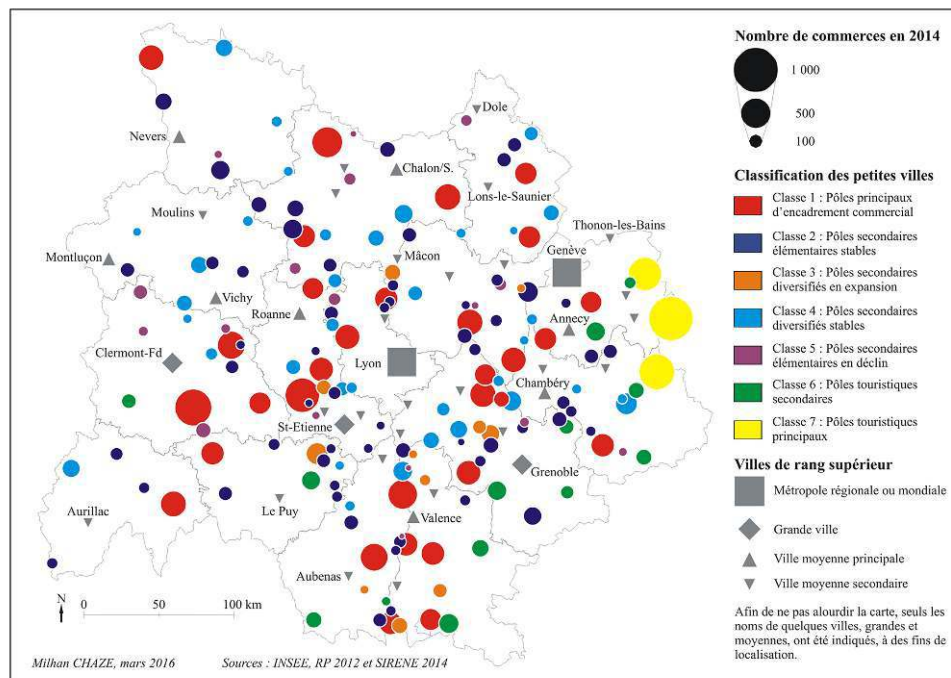 Nombre de commerces en 2014
1 000
500
100
Classification des petites villes
Classe 1 : Pôles principaux
d'encadrement commercial
Classe 2 : Pôles secondaires
élémentaires stables
Classe 3 : Pôles secondaires
diversifiés en expansion
Classe 4 : Pôles secondaires
diversifiés stables
Classe 5 : Pôles secondaires
élémentaires en déclin
Classe 6 : Pôles touristiques
secondaires
Classe 7 : Pôles touristiques
principaux
Villes de rang supérieur
Métropole régionale ou mondiale
Grande ville
Ville moyenne principale
Ville moyenne secondaire
Afin de ne pas alourdir la carte, seuls les
noms de quelques villes, grandes et
moyennes, ont été indiqués, à des fins de
localisation.
Dole
Nevers
Chalon/S.
Lons-le-Saunier
Moulins
Thonon-les-Bains
Genève
Montluçon
Mâcon
Vichy
Roanne
Annecy
Clermont-Fd
Lyon
Chambéry
St-Etienne
Grenoble
Aurillac
Le Puy
Valence
Aubenas
N
0
50
100 km
Milhan CHAZE, mars 2016
Sources : INSEE, RP 2012 et SIRENE 2014